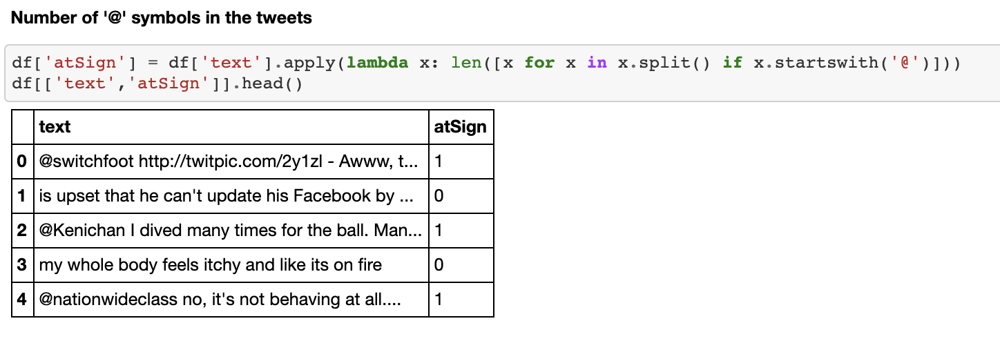 Number of '@' symbols in the tweets
df['atSign'] = df['text'].apply(lambda x: len([x for x in x.split() if x.startswith('@')]))
df[['text','atSign']].head()
text atSign
0 @switchfoot http://twitpic.com/2y1zl - Awww, t... 1
1 is upset that he can't update his Facebook by ... 0
2 @Kenichan I dived many times for the ball. Man... 1
3 my whole body feels itchy and like its on fire 0
4 @nationwideclass no, it's not behaving at all.... 1